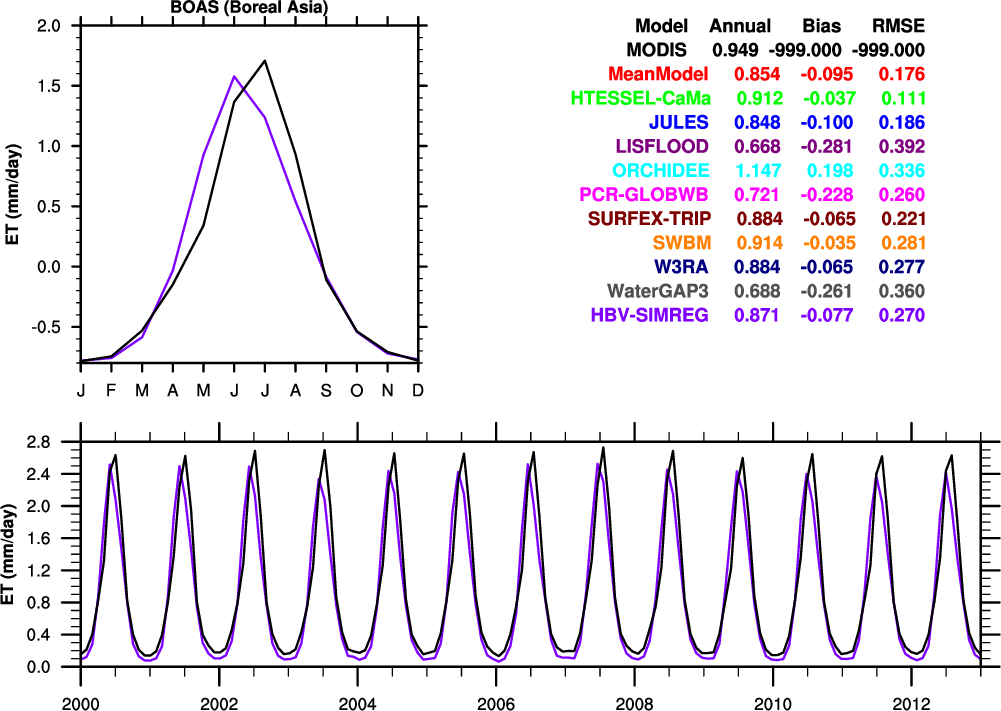 BOAS (Boreal Asia)
2.0
1.5
1.0
0.5
0.0
-0.5
ET (mm/day)
J F M A M J J A S O N D
Model Annual Bias RMSE
MODIS 0.949 -999.000 -999.000
MeanModel 0.854 -0.095 0.176
HTESSEL-CaMa 0.912 -0.037 0.111
JULES 0.848 -0.100 0.186
LISFLOOD 0.668 -0.281 0.392
ORCHIDEE 1.147 0.198 0.336
PCR-GLOBWB 0.721 -0.228 0.260
SURFEX-TRIP 0.884 -0.065 0.221
SWBM 0.914 -0.035 0.281
W3RA 0.884 -0.065 0.277
WaterGAP3 0.688 -0.261 0.360
HBV-SIMREG 0.871 -0.077 0.270
2.8
2.4
2.0
1.6
1.2
0.8
0.4
0.0
ET (mm/day)
2000 2002 2004 2006 2008 2010 2012